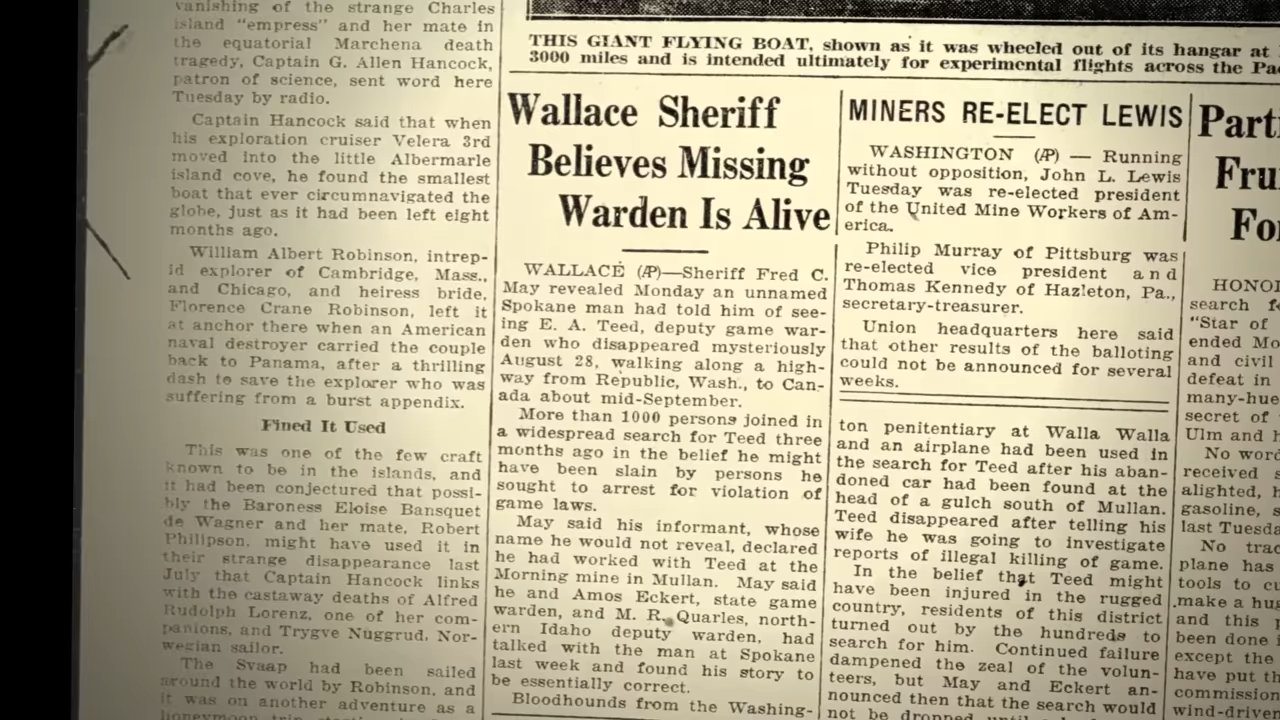 vanishing of the strange Charles
island "empress" and her mate in
the equatorial Marchena death
tragedy, Captain G. Allen Hancock,
patron of science, sent word here
Tuesday by radio.
Captain Hancock said that when
his exploration cruiser Velera 3rd
moved into the little Albermarle
island cove, he found the smallest
boat that ever circumnavigated the
globe, just as it had been left eight
months ago.
William Albert Robinson, intrep-
id explorer of Cambridge, Mass.,
and Chicago, and heiress bride,
Florence Crane Robinson, left it
at anchor there when an American
naval destroyer carried the couple
back to Panama, after a thrilling
dash to save the explorer who was
suffering from a burst appendix.
Fined It Used
This was one of the few craft
known to be in the islands, and
it had been conjectured that possi-
bly the Baroness Eloise Bansquet
de Wagner and her mate, Robert
Philipson, might have used it in
their strange disappearance last
July that Captain Hancock links
with the castaway deaths of Alfred
Rudolph Lorenz, one of her com-
panions, and Trygve Nuggrud, Nor-
wegian sailor.
The Svaap had been sailed
around the world by Robinson, and
it was on another adventure as a
THIS GIANT FLYING BOAT, shown as it was wheeled out of its hangar at
3000 miles and is intended ultimately for experimental flights across the Pa
Wallace Sheriff
Believes Missing
Warden Is Alive
WALLACE (AP)—Sheriff Fred C.
May revealed Monday an unnamed
Spokane man had told him of see-
ing E. A. Teed, deputy game war-
den who disappeared mysteriously
August 28, walking along a high-
way from Republic, Wash., to Can-
ada about mid-September.
More than 1000 persons joined in
a widespread search for Teed three
months ago in the belief he might
have been slain by persons he
sought to arrest for violation of
game laws.
May said his informant, whose
name he would not reveal, declared
he had worked with Teed at the
Morning mine in Mullan. May said
he and Amos Eckert, state game
warden, and M. R. Quarles, north-
ern Idaho deputy warden, had
talked with the man at Spokane
last week and found his story to
be essentially correct.
Bloodhounds from the Washing-
MINERS RE-ELECT LEWIS
WASHINGTON (AP) — Running
without opposition, John L. Lewis
Tuesday was re-elected president
of the United Mine Workers of Am-
erica.
Philip Murray of Pittsburg was
re-elected vice president and
Thomas Kennedy of Hazleton, Pa.,
secretary-treasurer.
Union headquarters here said
that other results of the balloting
could not be announced for several
weeks.
ton penitentiary at Walla Walla
and an airplane had been used in
the search for Teed after his aban-
doned car had been found at the
head of a gulch south of Mullan.
Teed disappeared after telling his
wife he was going to investigate
reports of illegal killing of game.
In the belief that Teed might
have been injured in the rugged
country, residents of this district
turned out by the hundreds to
search for him. Continued failure
dampened the zeal of the volun-
teers, but May and Eckert an-
nounced then that the search would
not be dropped until
Part
Fru
For
HONOL
search f
"Star of
ended Mo
and civil
defeat in
many-hue
secret of
Ulm and h
No word
received s
alighted, h
gasoline, s
last Tuesda
No trac
plane has
tools to cu
make a hug
and this p
been done
except the
have put th
commission
wind-driven